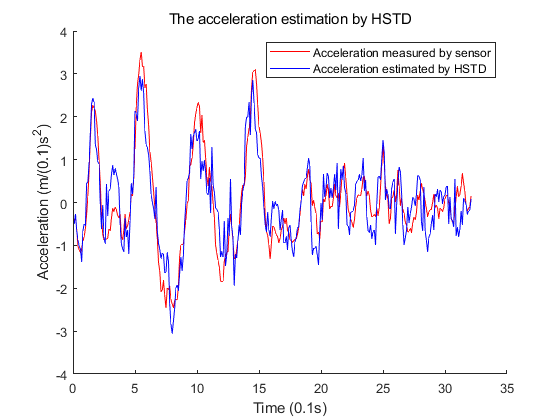 The acceleration estimation by HSTD
Acceleration measured by sensor
Acceleration estimated by HSTD
Acceleration (m/(0.1)s²)
4
3
2
1
0
-1
-2
-3
-4
0 5 10 15 20 25 30 35
Time (0.1s)